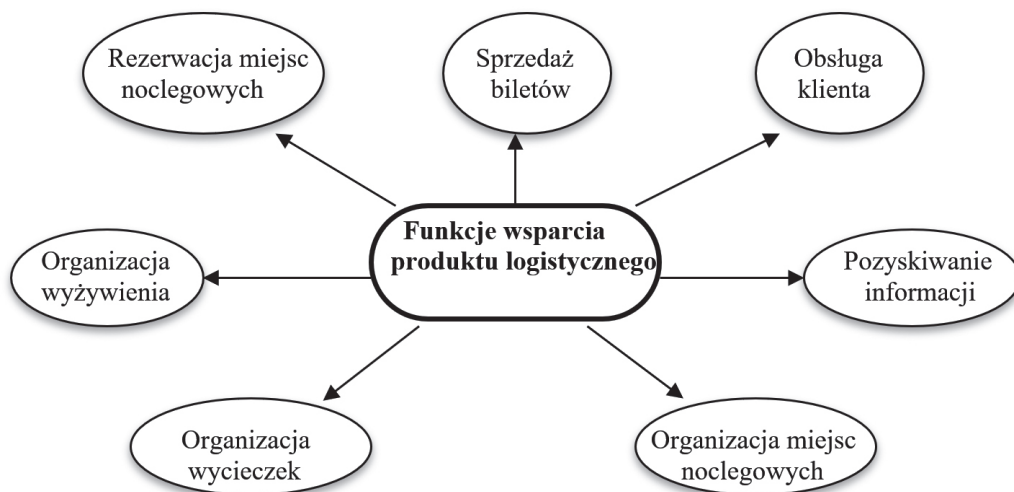 Rezerwacja miejsc
noclegowych
Sprzedaż
biletów
Obsługa
klienta
Funkcje wsparcia
produktu logistycznego
Organizacja
wyżywienia
Pozyskiwanie
informacji
Organizacja
wycieczek
Organizacja miejsc
noclegowych